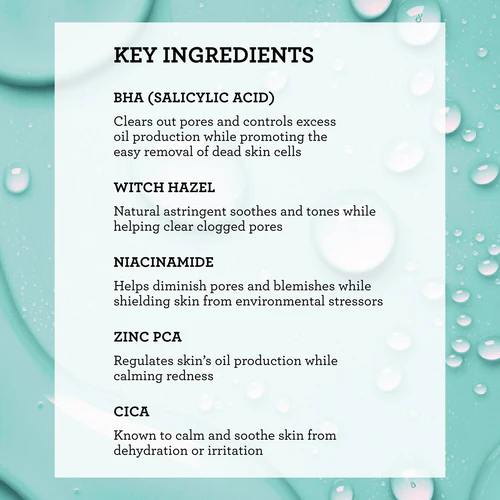 KEY INGREDIENTS
BHA (SALICYLIC ACID)
Clears out pores and controls excess
oil production while promoting the
easy removal of dead skin cells
WITCH HAZEL
Natural astringent soothes and tones while
helping clear clogged pores
NIACINAMIDE
Helps diminish pores and blemishes while
shielding skin from environmental stressors
ZINC PCA
Regulates skin’s oil production while
calming redness
CICA
Known to calm and soothe skin from
dehydration or irritation